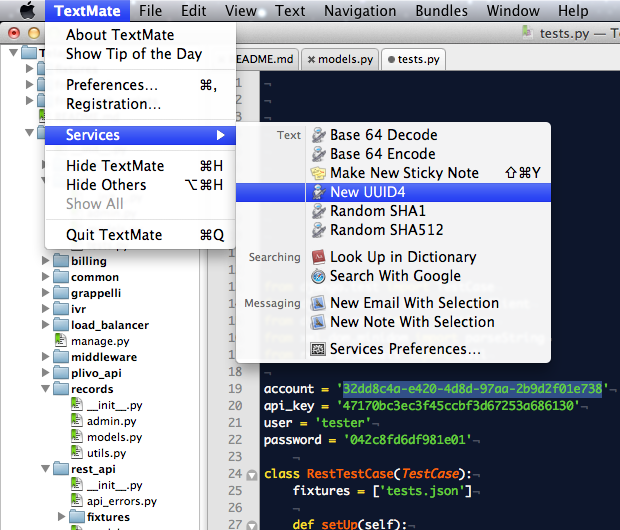 TextMate File Edit View Text Navigation Bundles Window Help
tests.py — T
About TextMate
Show Tip of the Day
Preferences... ⌘,
Registration...
Services
Hide TextMate ⌘H
Hide Others ⌥⌘H
Show All
Quit TextMate ⌘Q
Text
Base 64 Decode
Base 64 Encode
Make New Sticky Note ⇧⌘Y
New UUID4
Random SHA1
Random SHA512
Searching
Look Up in Dictionary
Search With Google
Messaging
New Email With Selection
New Note With Selection
Services Preferences...
billing
common
grappelli
ivr
load_balancer
manage.py
middleware
plivo_api
records
__init__.py
admin.py
models.py
utils.py
rest_api
__init__.py
api_errors.py
fixtures
EADME.md
models.py
tests.py
1
2
3
18
19 account = '32dd8c4a-e420-4d8d-97aa-2b9d2f01e738'¬
20 api_key = '47170bc3ec3f45ccbf3d67253a686130'¬
21 user = 'tester'¬
22 password = '042c8fd6df981e01'¬
23 ¬
24 class RestTestCase(TestCase):¬
25 fixtures = ['tests.json']¬
26 ¬
27 def setUp(self):¬